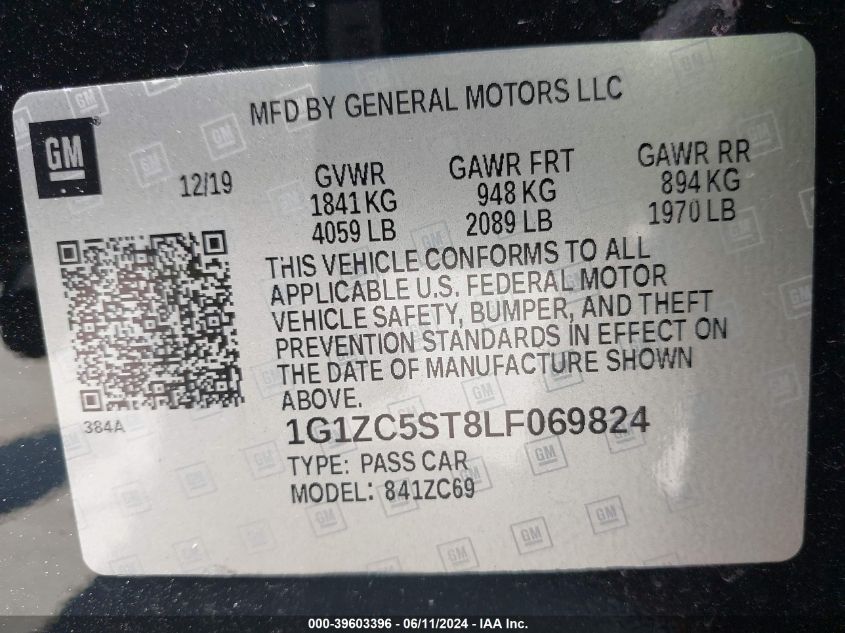 MFD BY GENERAL MOTORS LLC
GM
12/19
GVWR
1841 KG
4059 LB
GAWR FRT
948 KG
2089 LB
GAWR RR
894 KG
1970 LB
THIS VEHICLE CONFORMS TO ALL
APPLICABLE U.S. FEDERAL MOTOR
VEHICLE SAFETY, BUMPER, AND THEFT
PREVENTION STANDARDS IN EFFECT ON
THE DATE OF MANUFACTURE SHOWN
ABOVE.
384A
1G1ZC5ST8LF069824
TYPE: PASS CAR
MODEL: 841ZC69
000-39603396 - 06/11/2024 - IAA Inc.